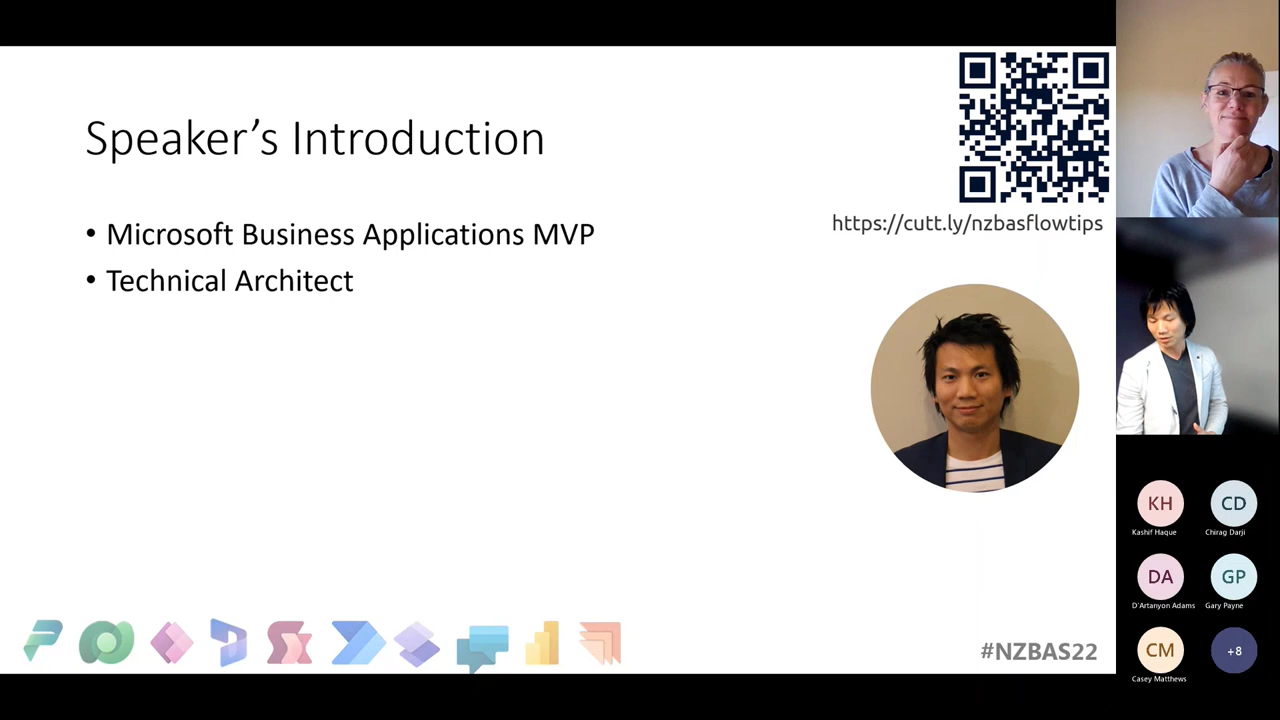 Speaker’s Introduction
• Microsoft Business Applications MVP
• Technical Architect
https://cutt.ly/nzbasflowtips
#NZBAS22
KH
CD
Kashif Haque
Chirag Darji
DA
GP
D'Artanyon Adams
Gary Payne
CM
+8
Casey Matthews